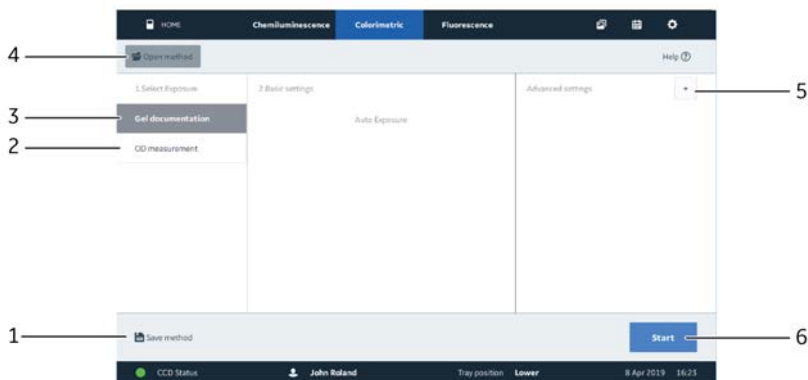 HOME Chemiluminescence Colorimetric Fluorescence
4 Open method Help ?
1. Select Exposure 2 Basic settings Advanced settings + 5
3 Gel documentation Auto Exposure
2 OD measurement
1 Save method Start 6
CCD Status John Roland Tray position Lower 8 Apr 2019 16:23